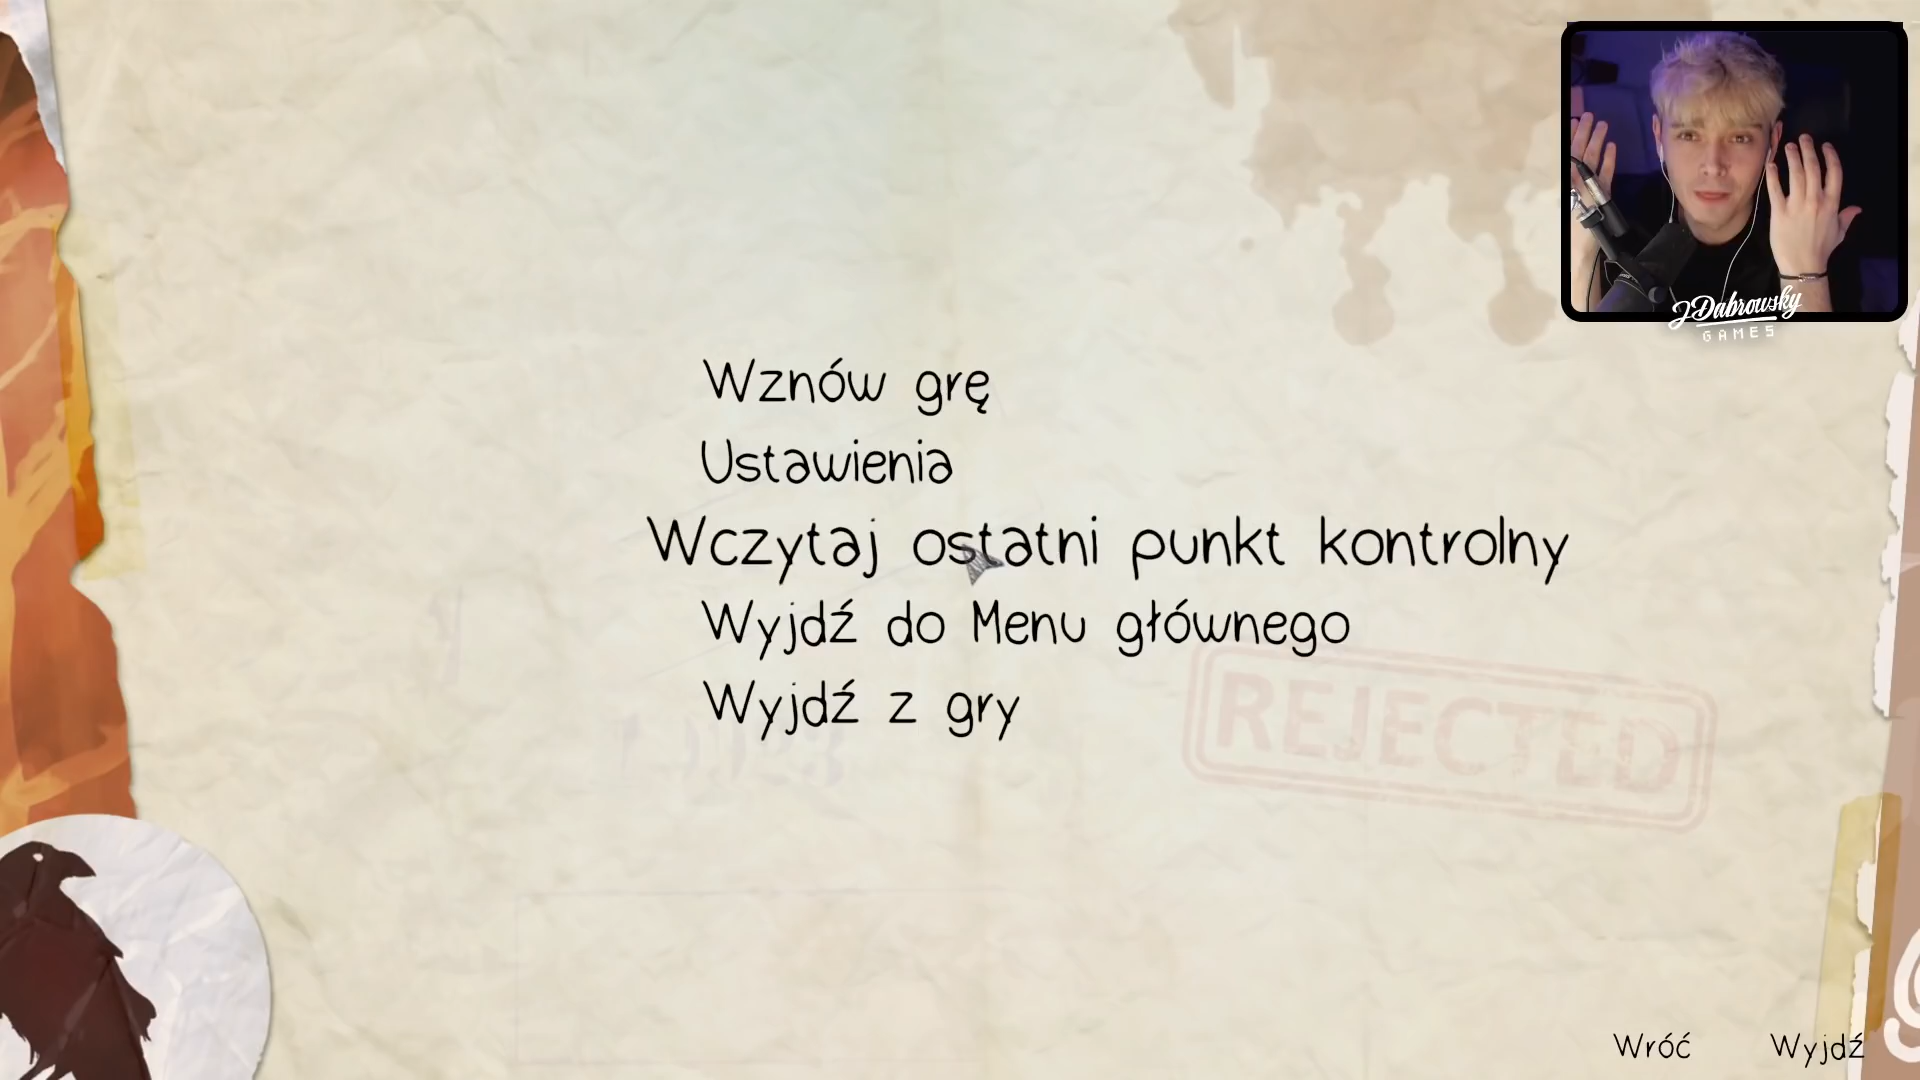 JDabrowsky
GAMES
Wznów grę
Ustawienia
Wczytaj ostatni punkt kontrolny
Wyjdź do Menu głównego
Wyjdź z gry
REJECTED
Wróć
Wyjdź